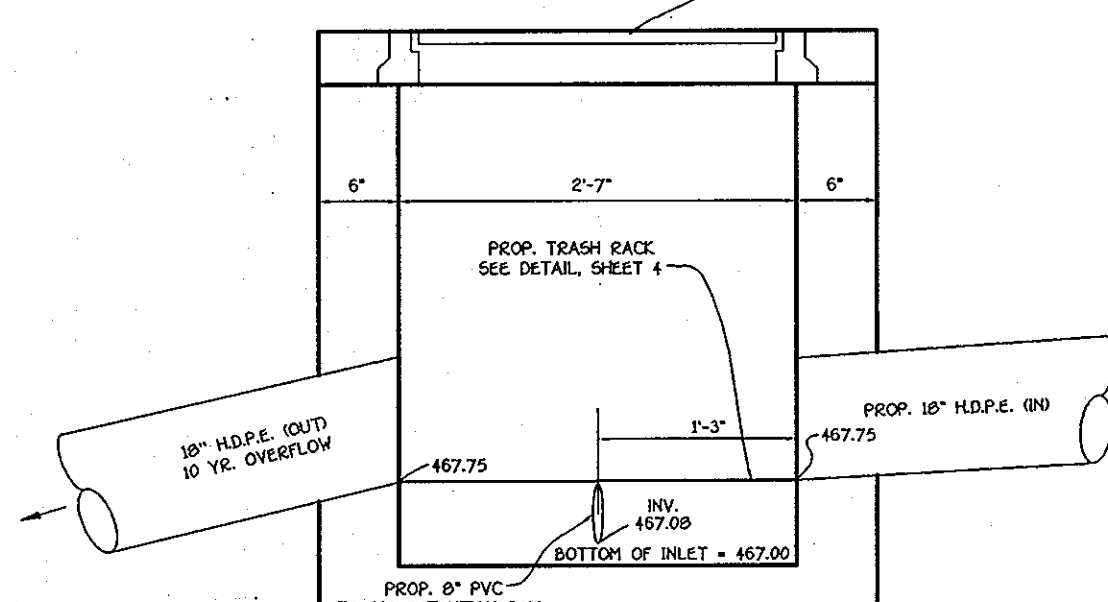 6" 2'-7" 6"
PROP. TRASH RACK
SEE DETAIL, SHEET 4
18" H.D.P.E. (OUT)
10 YR. OVERFLOW
467.75
1'-3"
PROP. 18" H.D.P.E. (IN)
467.75
INV.
467.08
BOTTOM OF INLET = 467.00
PROP. 8" PVC